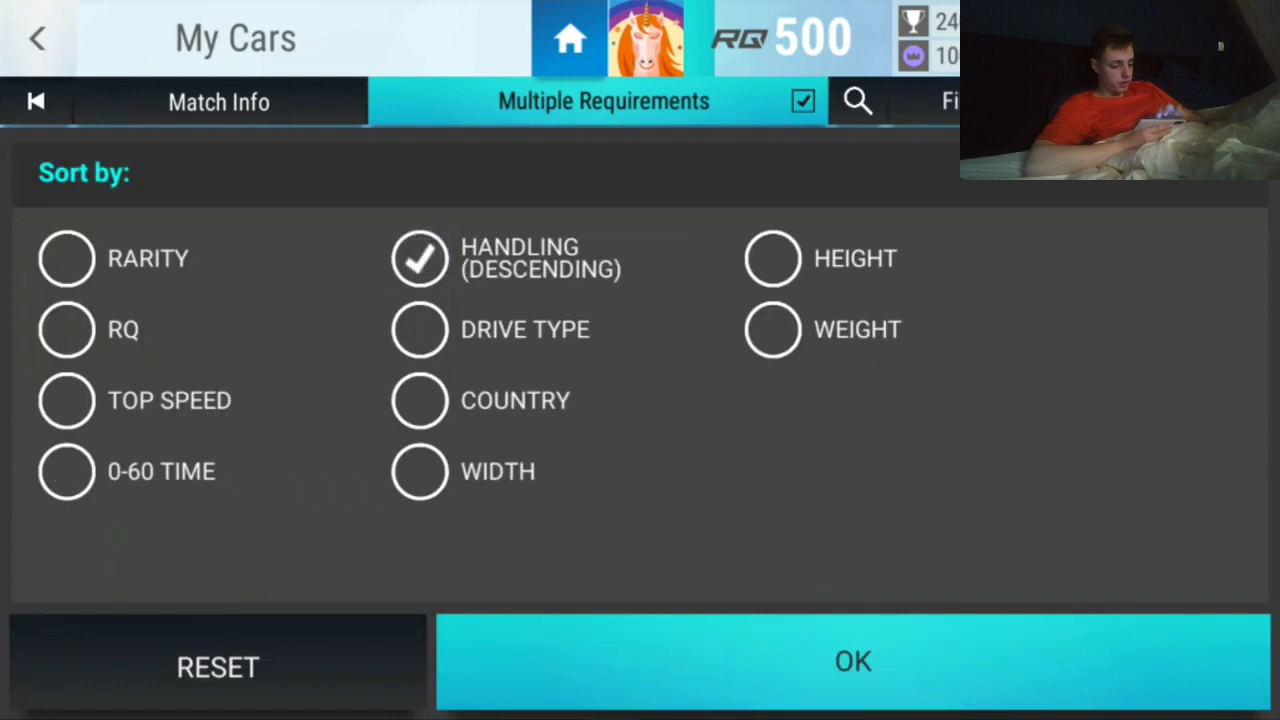 My Cars
RQ 500
24
10
Match Info
Multiple Requirements
Fi
Sort by:
RARITY
HANDLING
(DESCENDING)
HEIGHT
RQ
DRIVE TYPE
WEIGHT
TOP SPEED
COUNTRY
0-60 TIME
WIDTH
RESET
OK